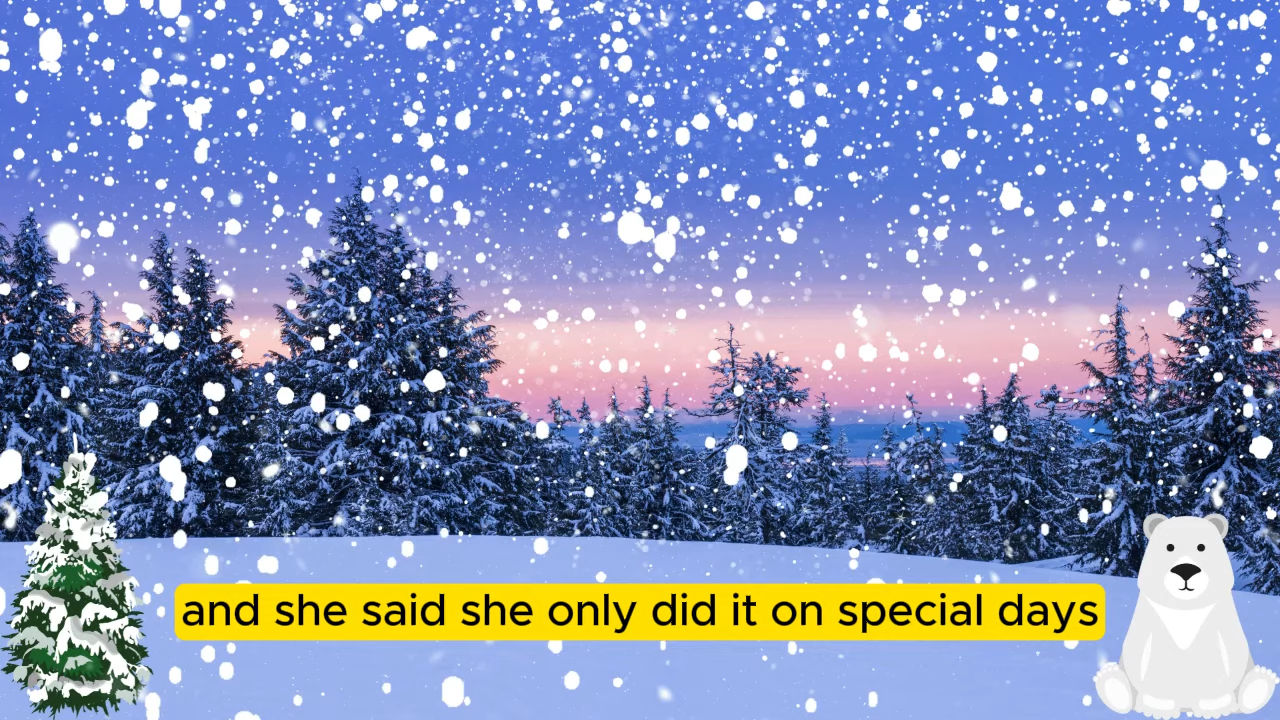 and she said she only did it on special days